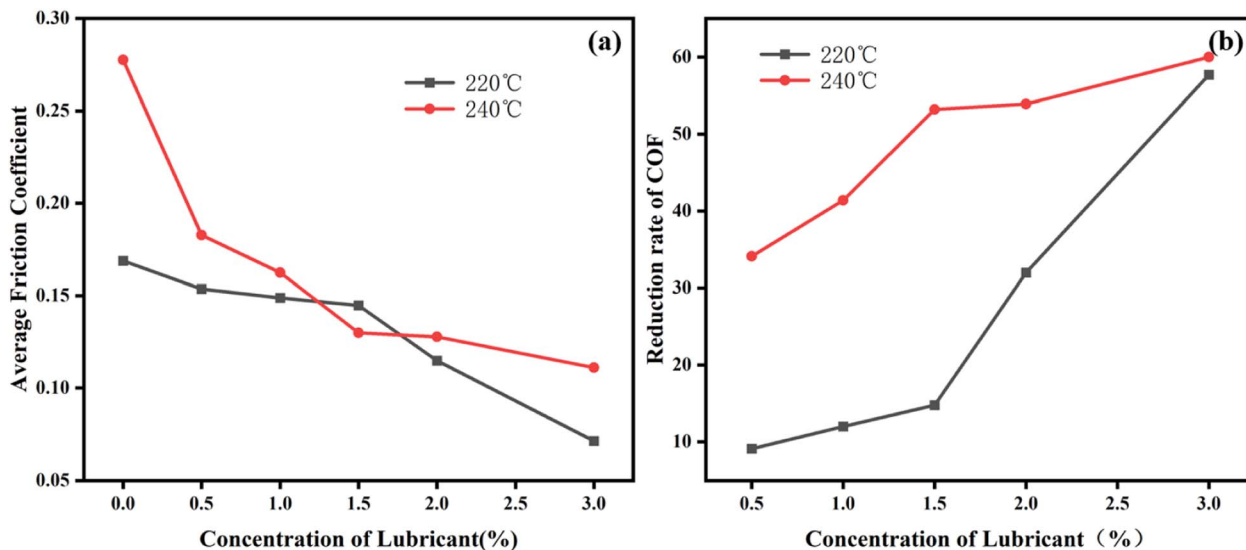 (a)
220℃
240℃
0.30
0.25
0.20
0.15
0.10
0.05
Average Friction Coefficient
0.0 0.5 1.0 1.5 2.0 2.5 3.0
Concentration of Lubricant(%)
(b)
220℃
240℃
60
50
40
30
20
10
Reduction rate of COF
0.5 1.0 1.5 2.0 2.5 3.0
Concentration of Lubricant（%）